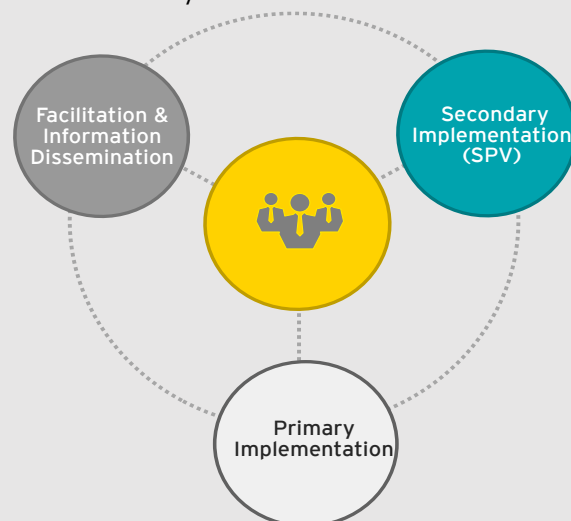 Facilitation &
Information
Dissemination
Secondary
Implementation
(SPV)
Primary
Implementation